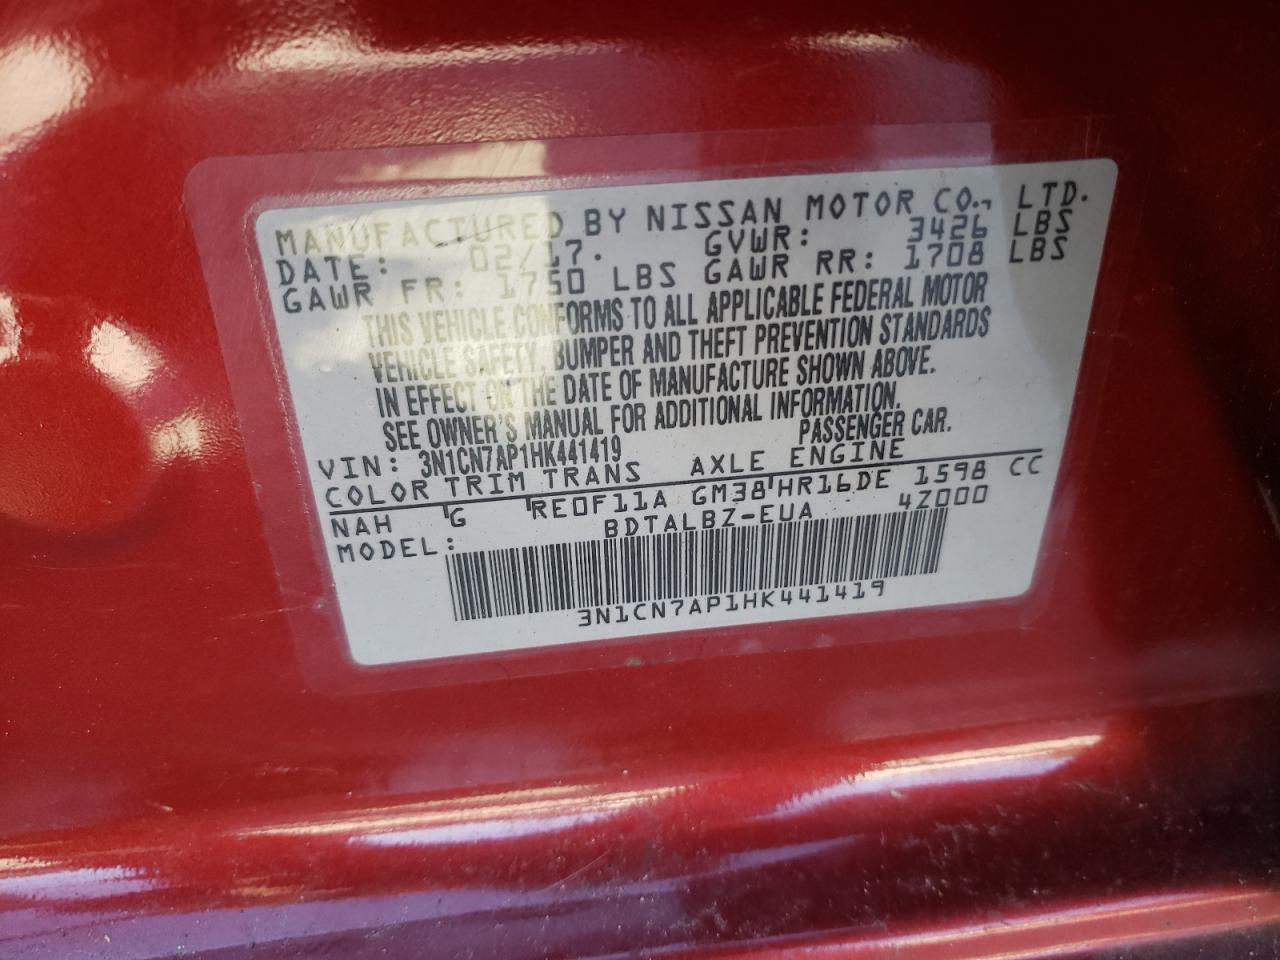 MANUFACTURED BY NISSAN MOTOR CO., LTD.
DATE: 02/17. GVWR: 3426 LBS
GAWR FR: 1750 LBS GAWR RR: 1708 LBS
THIS VEHICLE CONFORMS TO ALL APPLICABLE FEDERAL MOTOR
VEHICLE SAFETY, BUMPER AND THEFT PREVENTION STANDARDS
IN EFFECT ON THE DATE OF MANUFACTURE SHOWN ABOVE.
SEE OWNER'S MANUAL FOR ADDITIONAL INFORMATION.
VIN: 3N1CN7AP1HK441419 PASSENGER CAR.
COLOR TRIM TRANS AXLE ENGINE
NAH G RE0F11A GM38 HR16DE 1598 CC
MODEL: BDTALBZ-EUA 4Z000
3N1CN7AP1HK441419